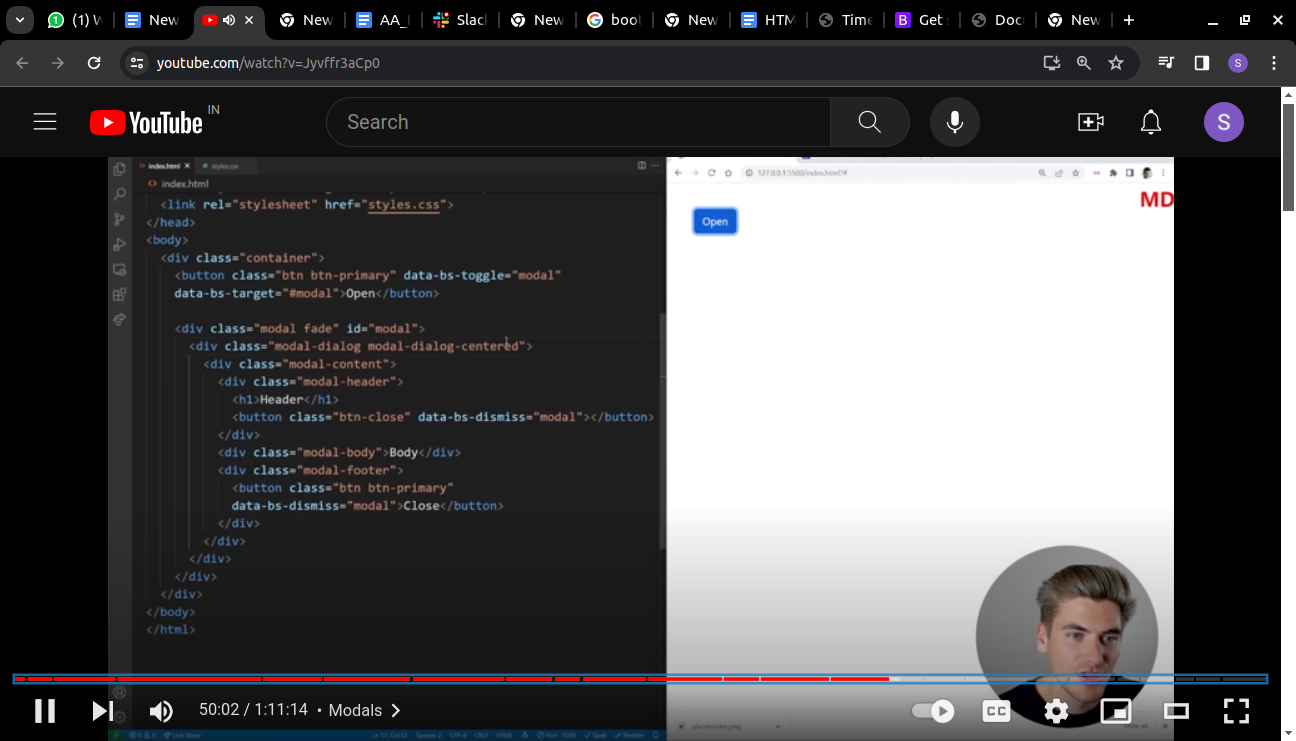 (1) W
New
New
AA_I
Slac
New
bool
New
HTM
Time
Get
Doc
New
youtube.com/watch?v=Jyvffr3aCp0
YouTube IN
Search
S
index.html
styles.css
index.html
127.0.0.1:5500/index.html?#
MD
Open
<link rel="stylesheet" href="styles.css">
</head>
<body>
<div class="container">
<button class="btn btn-primary" data-bs-toggle="modal"
data-bs-target="#modal">Open</button>
<div class="modal fade" id="modal">
<div class="modal-dialog modal-dialog-centered">
<div class="modal-content">
<div class="modal-header">
<h1>Header</h1>
<button class="btn-close" data-bs-dismiss="modal"></button>
</div>
<div class="modal-body">Body</div>
<div class="modal-footer">
<button class="btn btn-primary"
data-bs-dismiss="modal">Close</button>
</div>
</div>
</div>
</div>
</div>
</body>
</html>
50:02 / 1:11:14 • Modals
CC